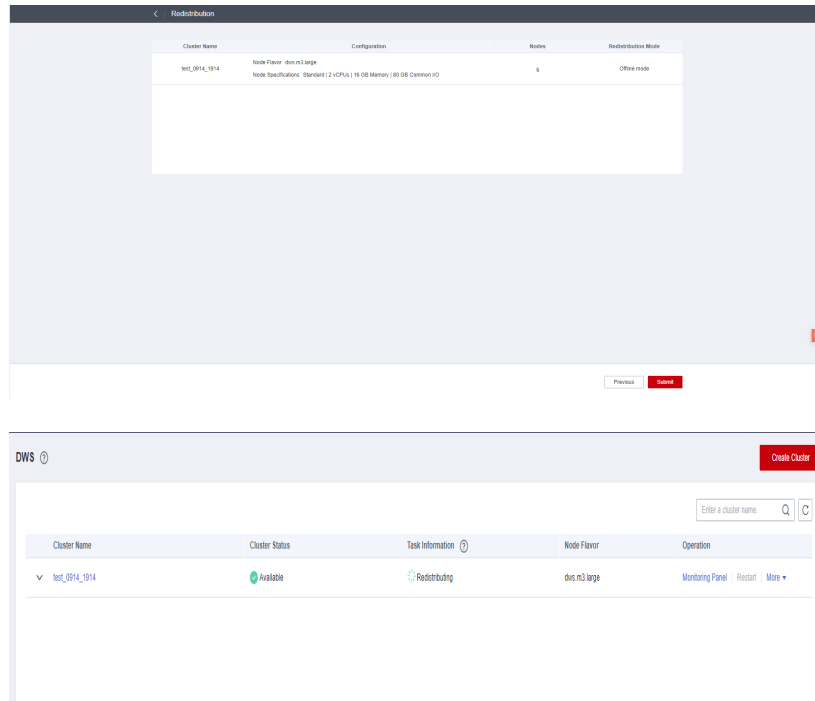 Redistribution
Cluster Name Configuration Nodes Redistribution Mode
Node Flavor dws.m3.large
test_0914_1914 6 Offline mode
Node Specifications Standard | 2 vCPUs | 16 GB Memory | 80 GB Common I/O
Previous Submit
DWS ?
Create Cluster
Enter a cluster name.
Cluster Name Cluster Status Task Information ? Node Flavor Operation
test_0914_1914 Available Redistributing dws.m3.large Monitoring Panel | Restart | More